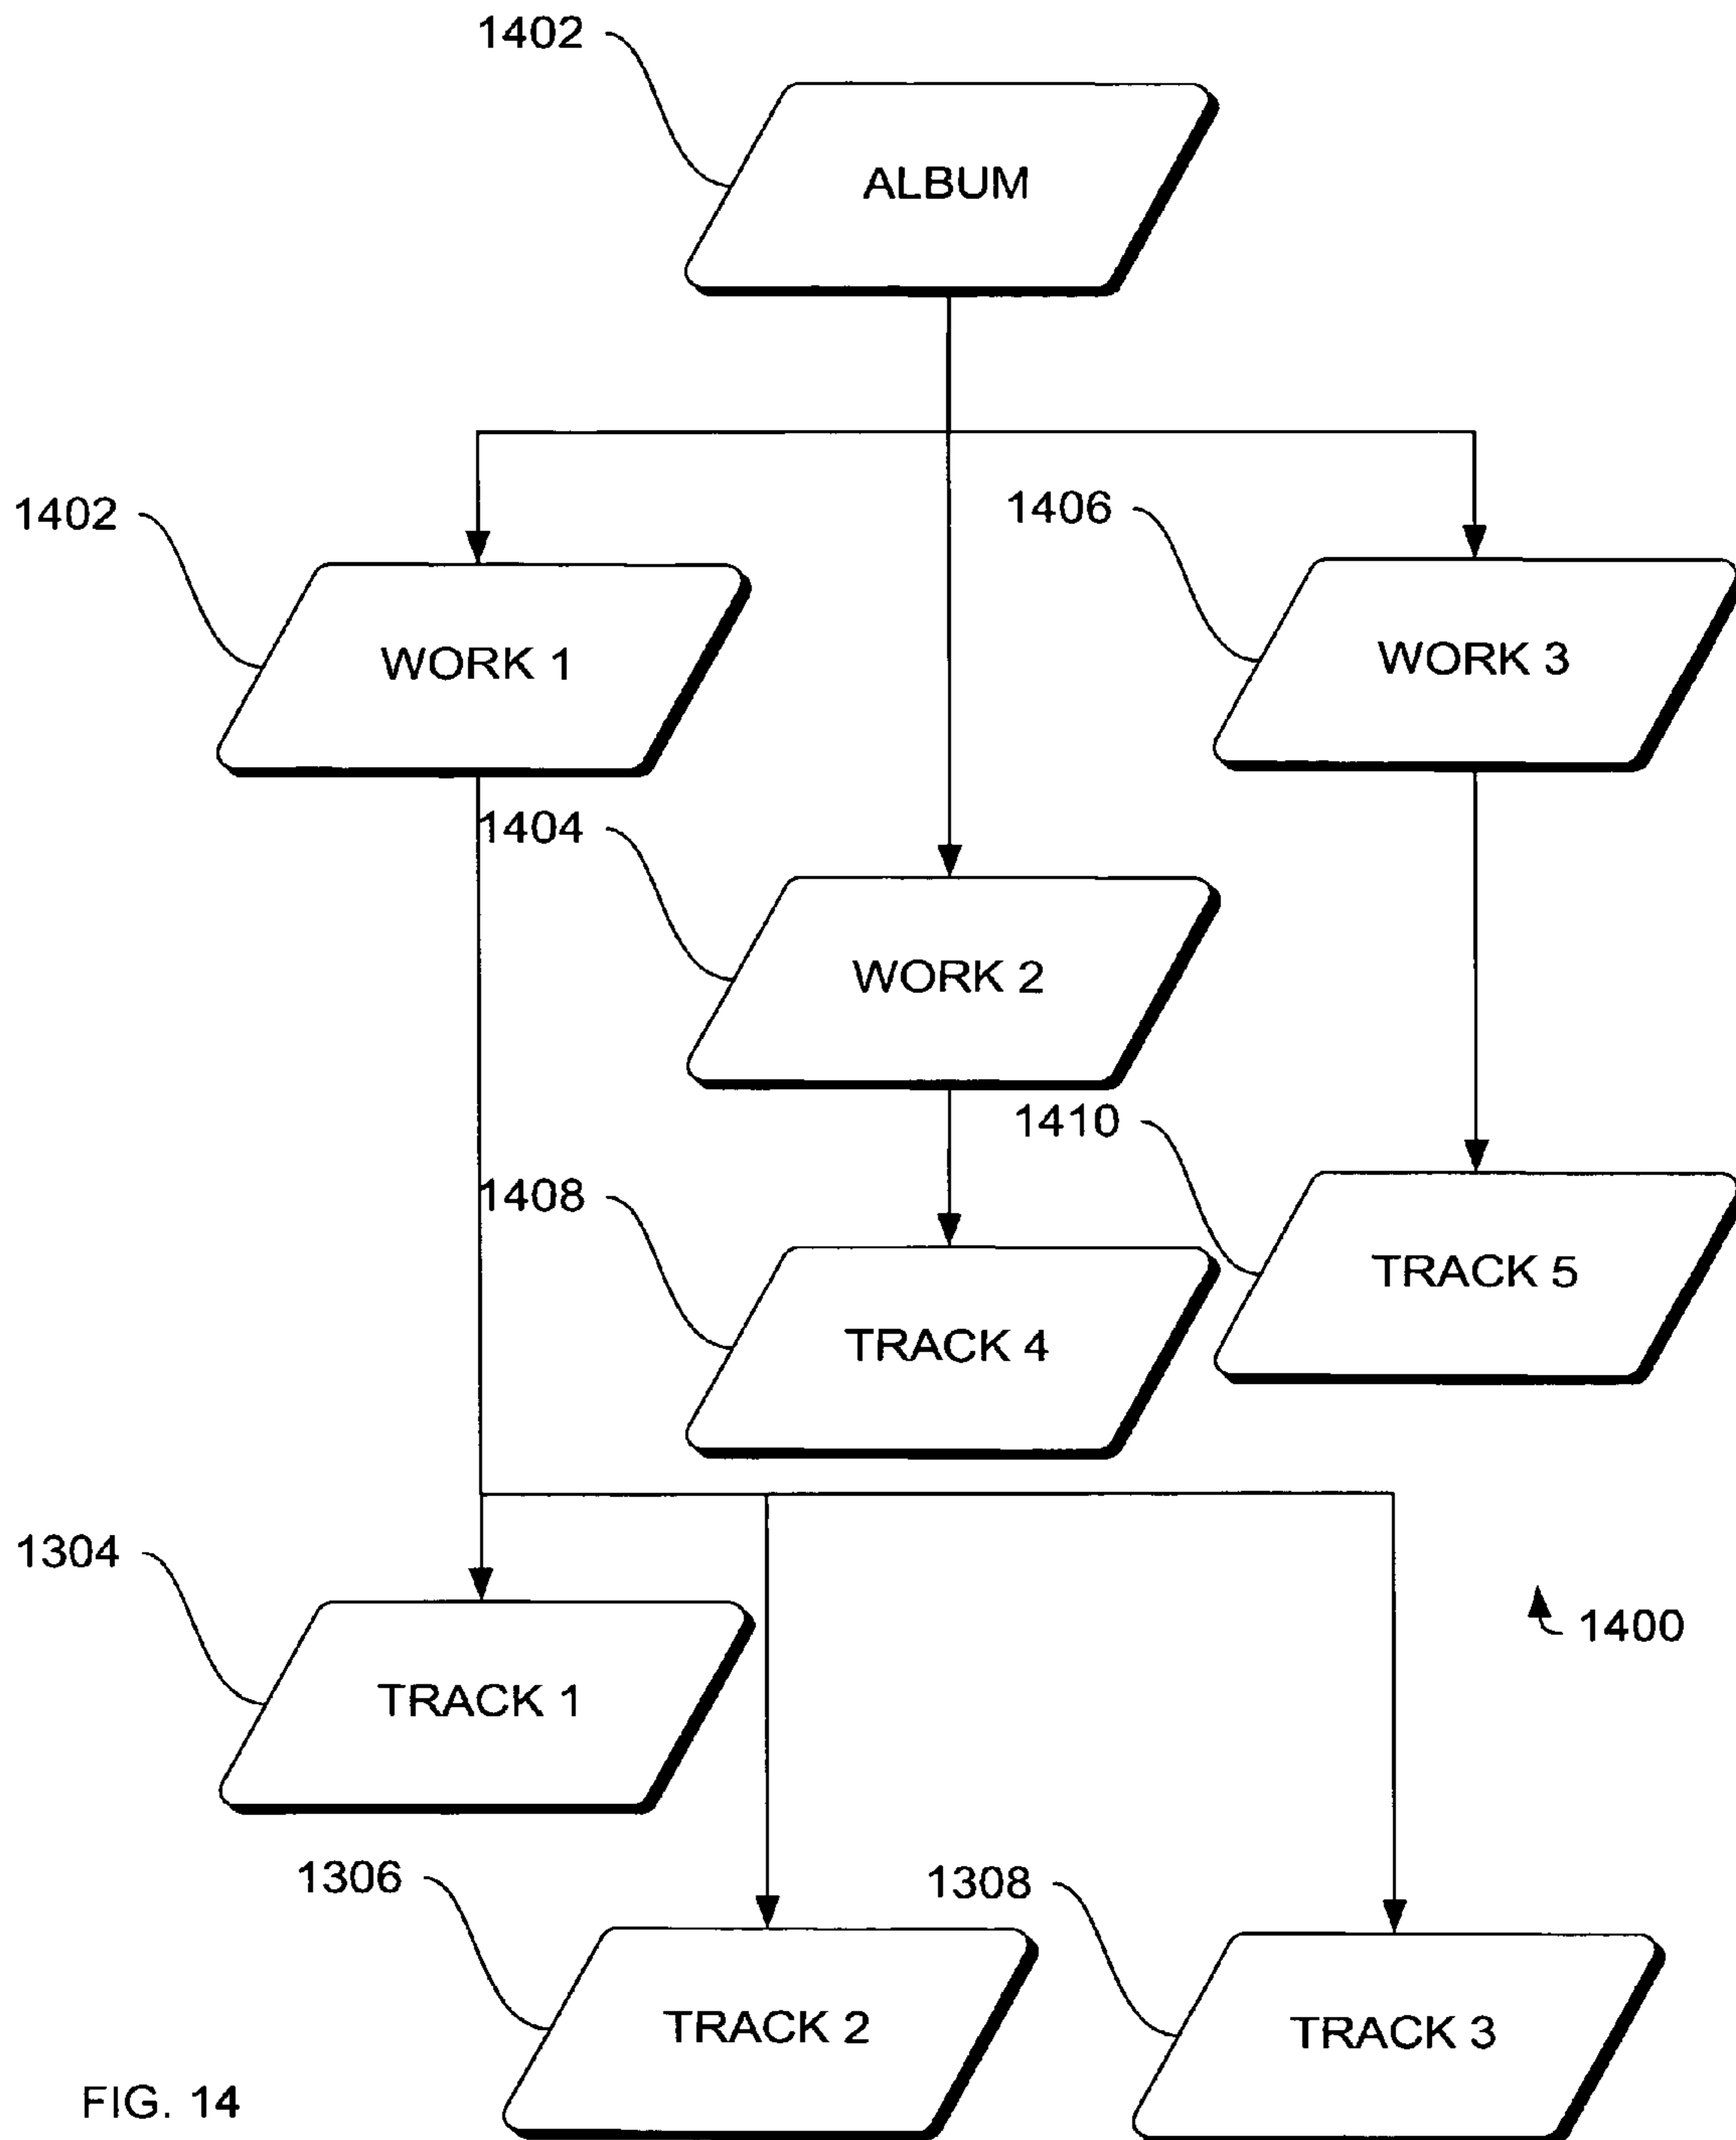 1402
ALBUM
1402
1406
WORK 1
WORK 3
1404
WORK 2
1410
1408
TRACK 5
TRACK 4
1304
1400
TRACK 1
1306
1308
TRACK 2
TRACK 3
FIG. 14